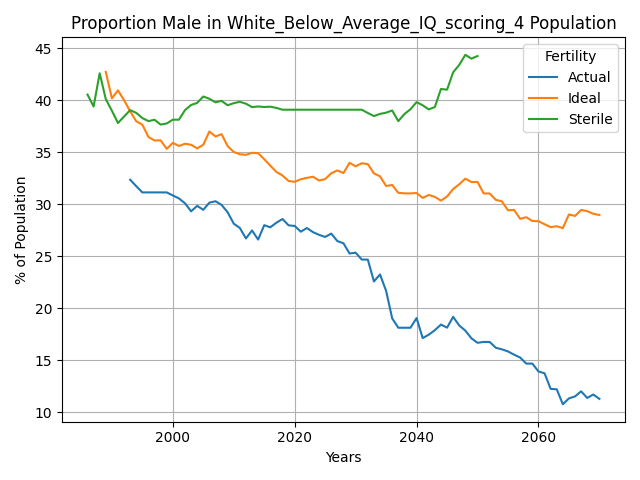 Proportion Male in White_Below_Average_IQ_scoring_4 Population
% of Population
45
40
35
30
25
20
15
10
2000
2020
2040
2060
Years
Fertility
Actual
Ideal
Sterile